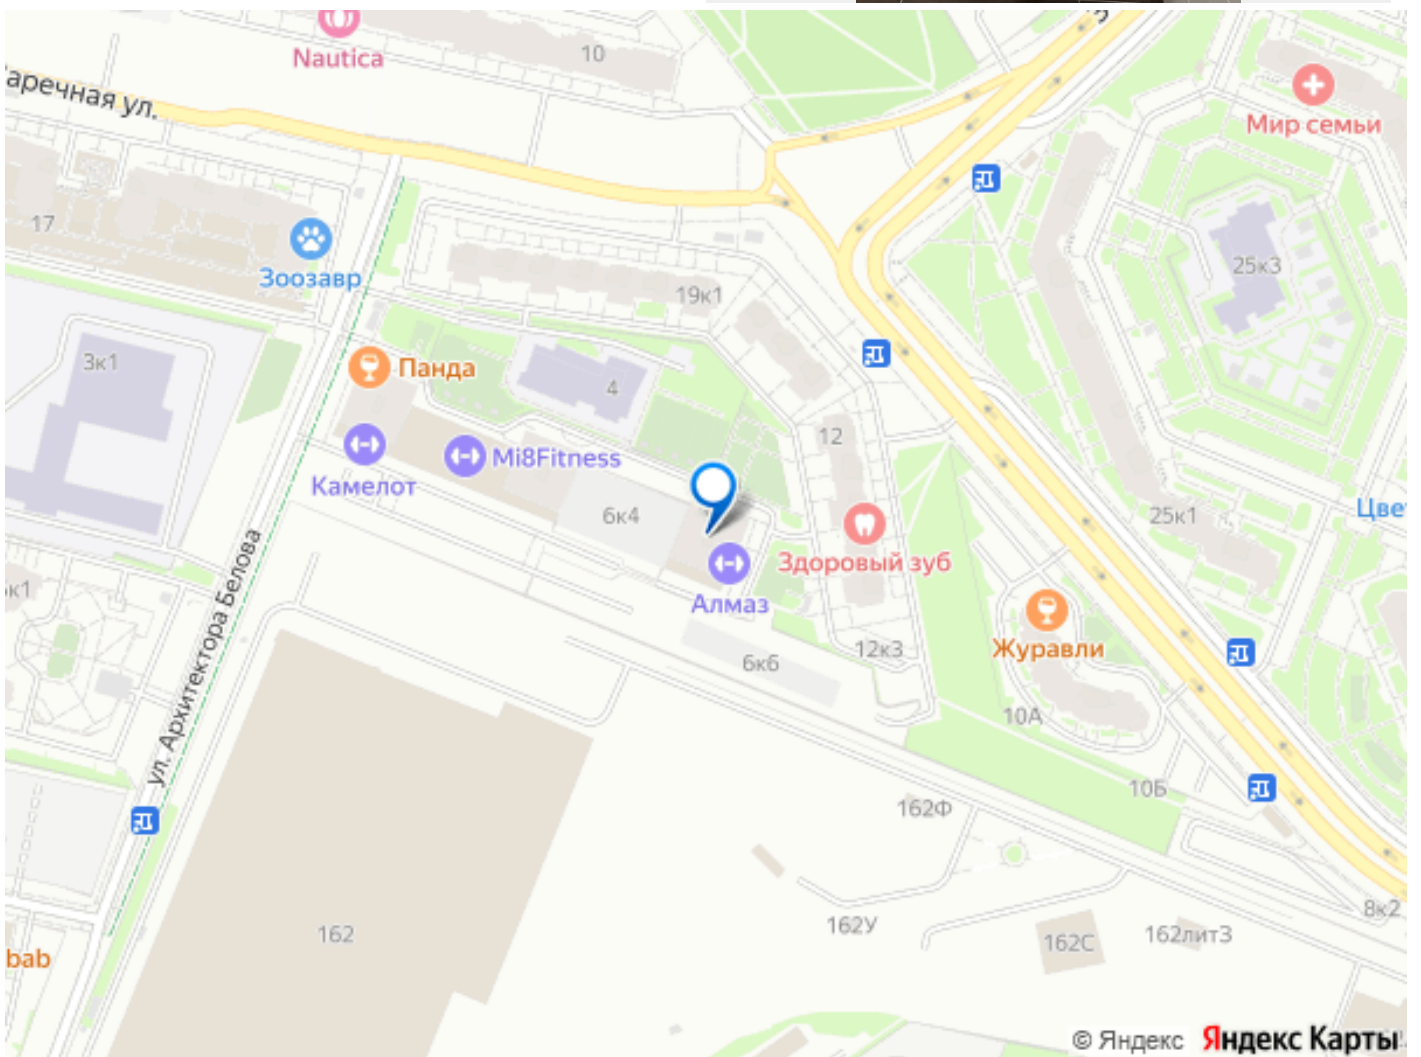 Nautica
10
аречная ул.
Мир семьи
17
Зоозавр
25к3
19к1
3к1
Панда
4
12
Mi8Fitness
Камелот
6к4
25к1
Цве
Здоровый зуб
Алмаз
ул. Архитектора Белова
к1
Журавли
12к3
6к6
10А
10Б
162Ф
8к2
162У
162С
162лит3
162
bab
© Яндекс Яндекс Карты